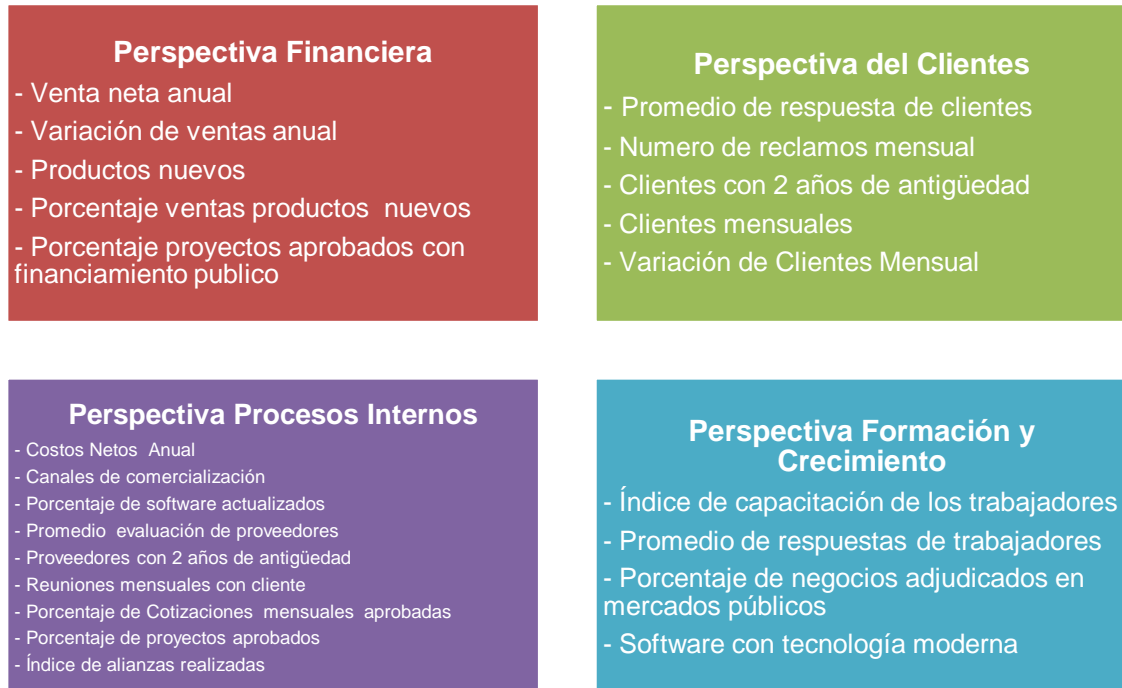 Perspectiva Financiera
- Venta neta anual
- Variación de ventas anual
- Productos nuevos
- Porcentaje ventas productos nuevos
- Porcentaje proyectos aprobados con
financiamiento publico
Perspectiva del Clientes
- Promedio de respuesta de clientes
- Numero de reclamos mensual
- Clientes con 2 años de antigüedad
- Clientes mensuales
- Variación de Clientes Mensual
Perspectiva Procesos Internos
- Costos Netos Anual
- Canales de comercialización
- Porcentaje de software actualizados
- Promedio evaluación de proveedores
- Proveedores con 2 años de antigüedad
- Reuniones mensuales con cliente
- Porcentaje de Cotizaciones mensuales aprobadas
- Porcentaje de proyectos aprobados
- Índice de alianzas realizadas
Perspectiva Formación y
Crecimiento
- Índice de capacitación de los trabajadores
- Promedio de respuestas de trabajadores
- Porcentaje de negocios adjudicados en
mercados públicos
- Software con tecnología moderna